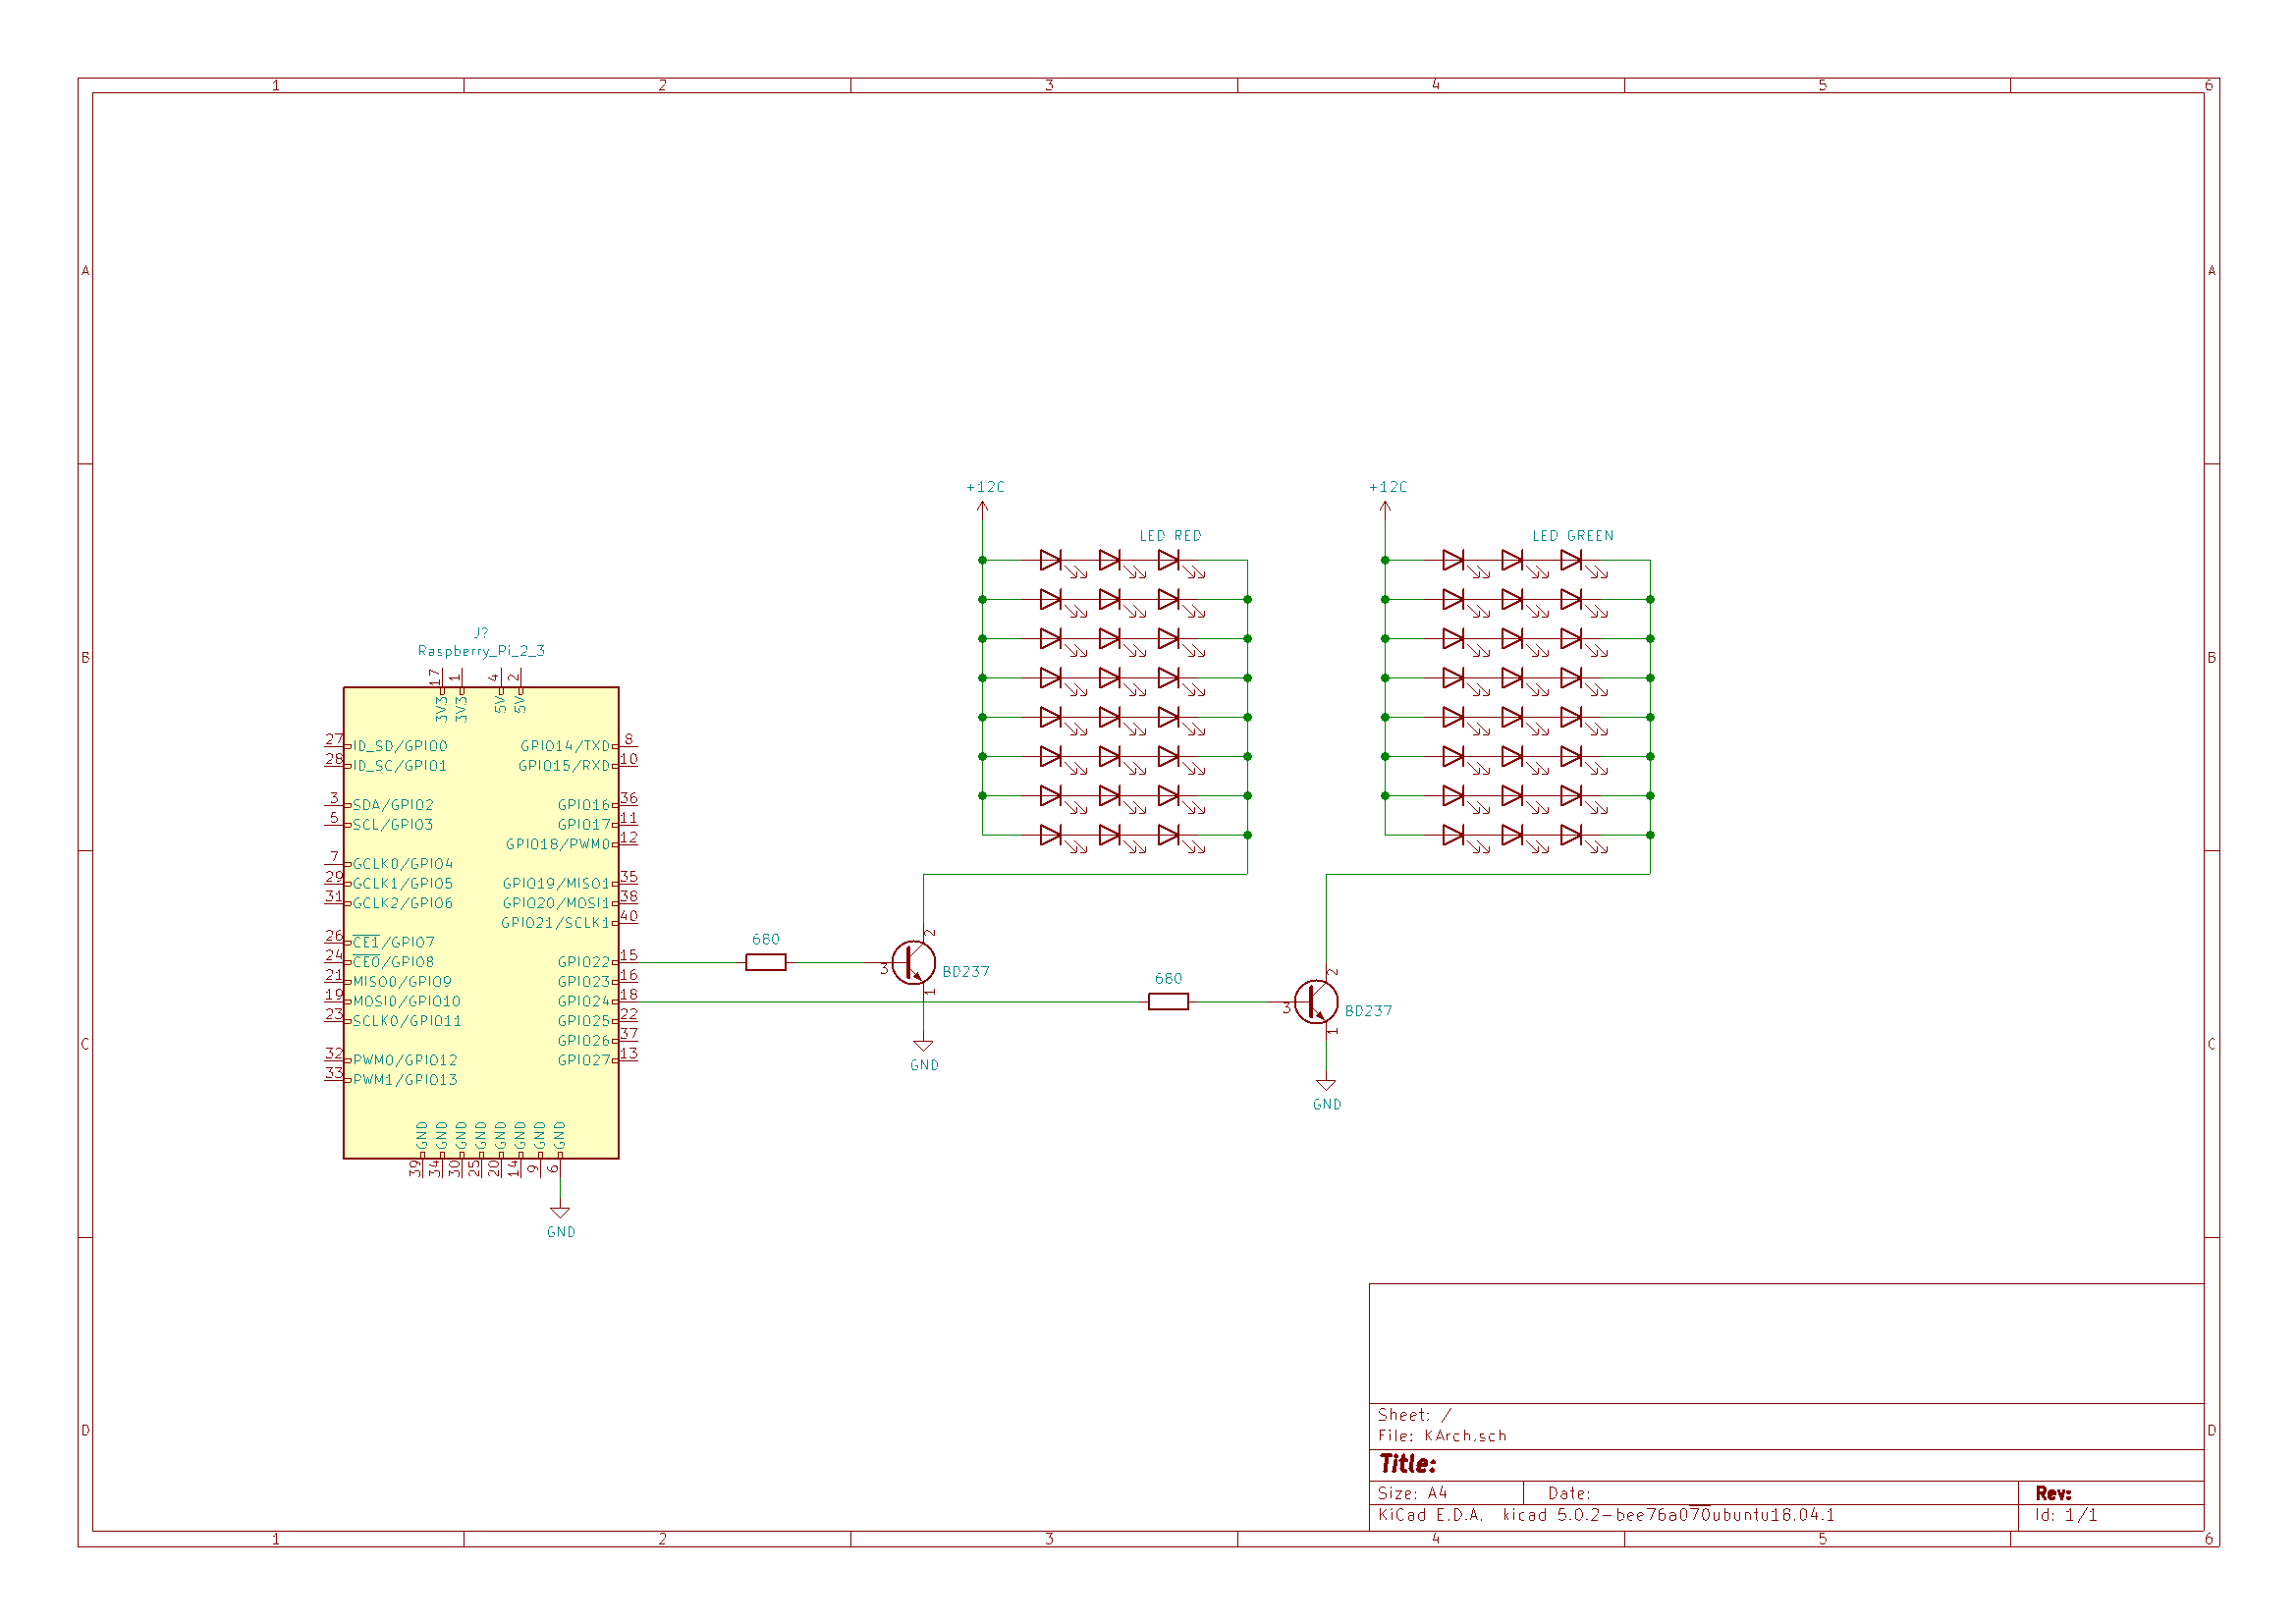 1 2 3 4 5 6
A A
B B
C C
D D
+12C +12C
LED RED LED GREEN
J?
Raspberry_Pi_2_3
17 1 4 2
3V3 3V3 5V 5V
27 ID_SD/GPIO0 GPIO14/TXD 8
28 ID_SC/GPIO1 GPIO15/RXD 10
3 SDA/GPIO2 GPIO16 36
5 SCL/GPIO3 GPIO17 11
GPIO18/PWM0 12
7 GCLK0/GPIO4
29 GCLK1/GPIO5 GPIO19/MISO1 35
31 GCLK2/GPIO6 GPIO20/MOSI1 38
GPIO21/SCLK1 40
26 CE1/GPIO7
24 CE0/GPIO8 GPIO22 15
21 MISO0/GPIO9 GPIO23 16
19 MOSI0/GPIO10 GPIO24 18
23 SCLK0/GPIO11 GPIO25 22
GPIO26 37
32 PWM0/GPIO12 GPIO27 13
33 PWM1/GPIO13
GND GND GND GND GND GND GND GND
39 34 30 25 20 14 9 6
GND
680
3 2 1
BD237
GND
680
3 2 1
BD237
GND
Sheet: /
File: KArch.sch
Title:
Size: A4 Date: Rev:
KiCad E.D.A. kicad 5.0.2-bee76a070ubuntu18.04.1 Id: 1/1
1 2 3 4 5 6